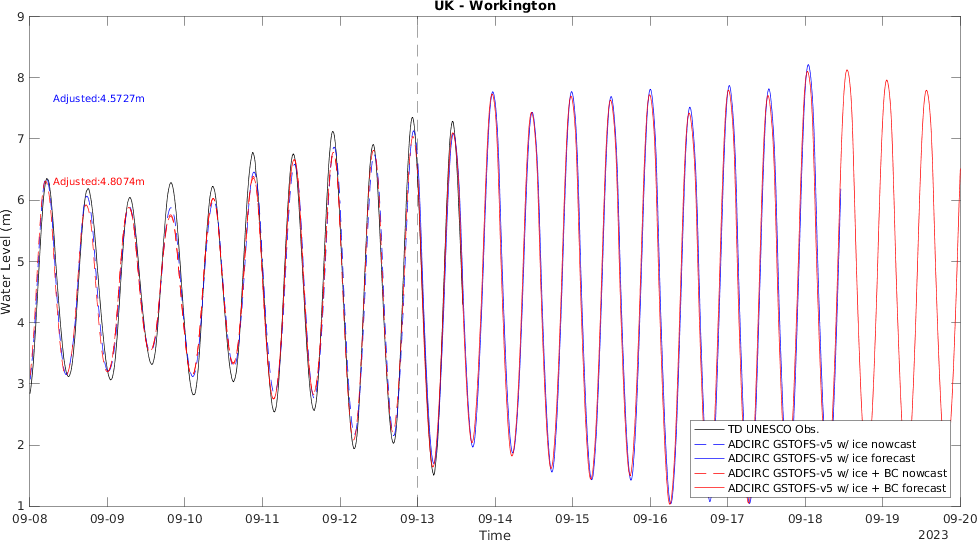 UK - Workington
9
8
7
6
5
4
3
2
1
Water Level (m)
Adjusted:4.5727m
Adjusted:4.8074m
TD UNESCO Obs.
ADCIRC GSTOFS-v5 w/ ice nowcast
ADCIRC GSTOFS-v5 w/ ice forecast
ADCIRC GSTOFS-v5 w/ ice + BC nowcast
ADCIRC GSTOFS-v5 w/ ice + BC forecast
09-08 09-09 09-10 09-11 09-12 09-13 09-14 09-15 09-16 09-17 09-18 09-19 09-20
Time
2023